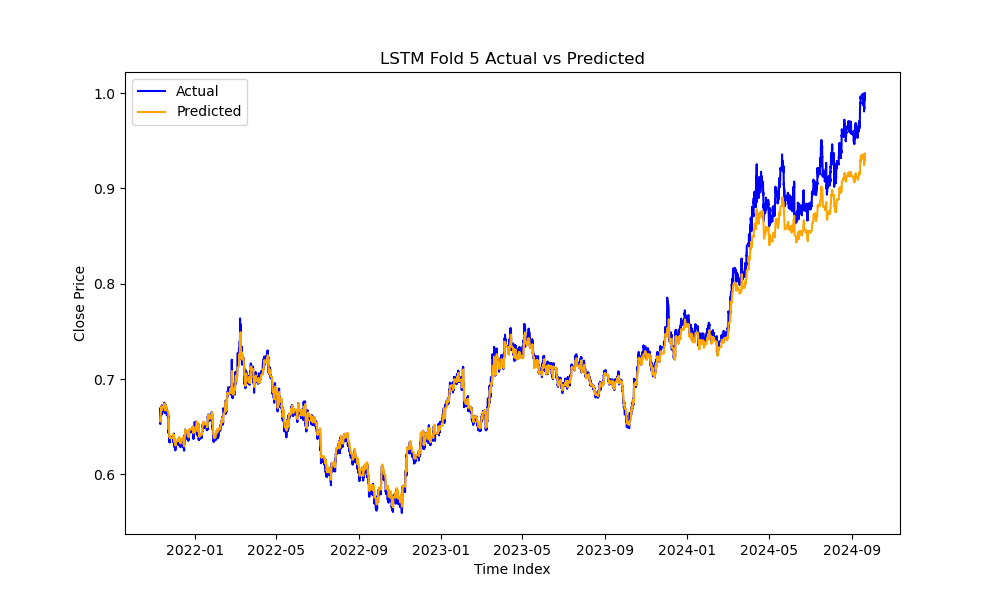 LSTM Fold 5 Actual vs Predicted
Actual
Predicted
Close Price
1.0
0.9
0.8
0.7
0.6
2022-01 2022-05 2022-09 2023-01 2023-05 2023-09 2024-01 2024-05 2024-09
Time Index